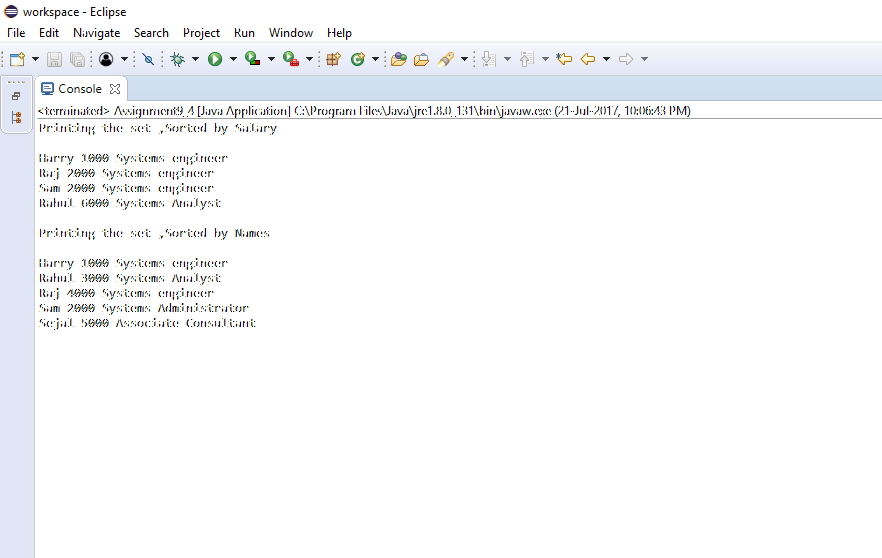 workspace - Eclipse
File Edit Navigate Search Project Run Window Help
Console
<terminated> Assignment9_4 [Java Application] C:\Program Files\Java\jre1.8.0_131\bin\javaw.exe (21-Jul-2017, 10:06:43 PM)
Printing the set ,Sorted by Salary
Harry 1000 Systems engineer
Raj 2000 Systems engineer
Sam 2000 Systems engineer
Rahul 6000 Systems Analyst
Printing the set ,Sorted by Names
Harry 1000 Systems engineer
Rahul 3000 Systems Analyst
Raj 4000 Systems engineer
Sam 2000 Systems Administrator
Sejal 5000 Associate Consultant